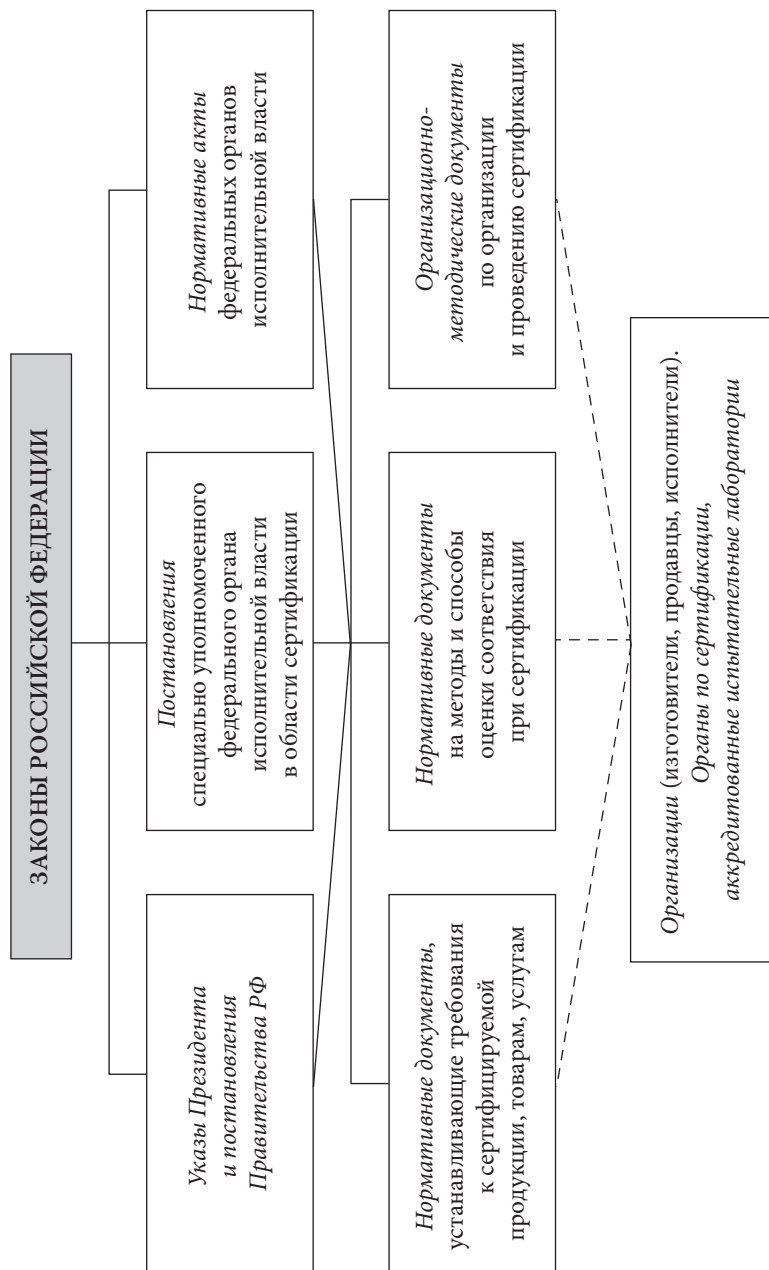 ЗАКОНЫ РОССИЙСКОЙ ФЕДЕРАЦИИ
Указы Президента
и постановления
Правительства РФ
Постановления
специально уполномоченного
федерального органа
исполнительной власти
в области сертификации
Нормативные акты
федеральных органов
исполнительной власти
Нормативные документы,
устанавливающие требования
к сертифицируемой
продукции, товарам, услугам
Нормативные документы
на методы и способы
оценки соответствия
при сертификации
Организационно-
методические документы
по организации
и проведению сертификации
Организации (изготовители, продавцы, исполнители).
Органы по сертификации,
аккредитованные испытательные лаборатории